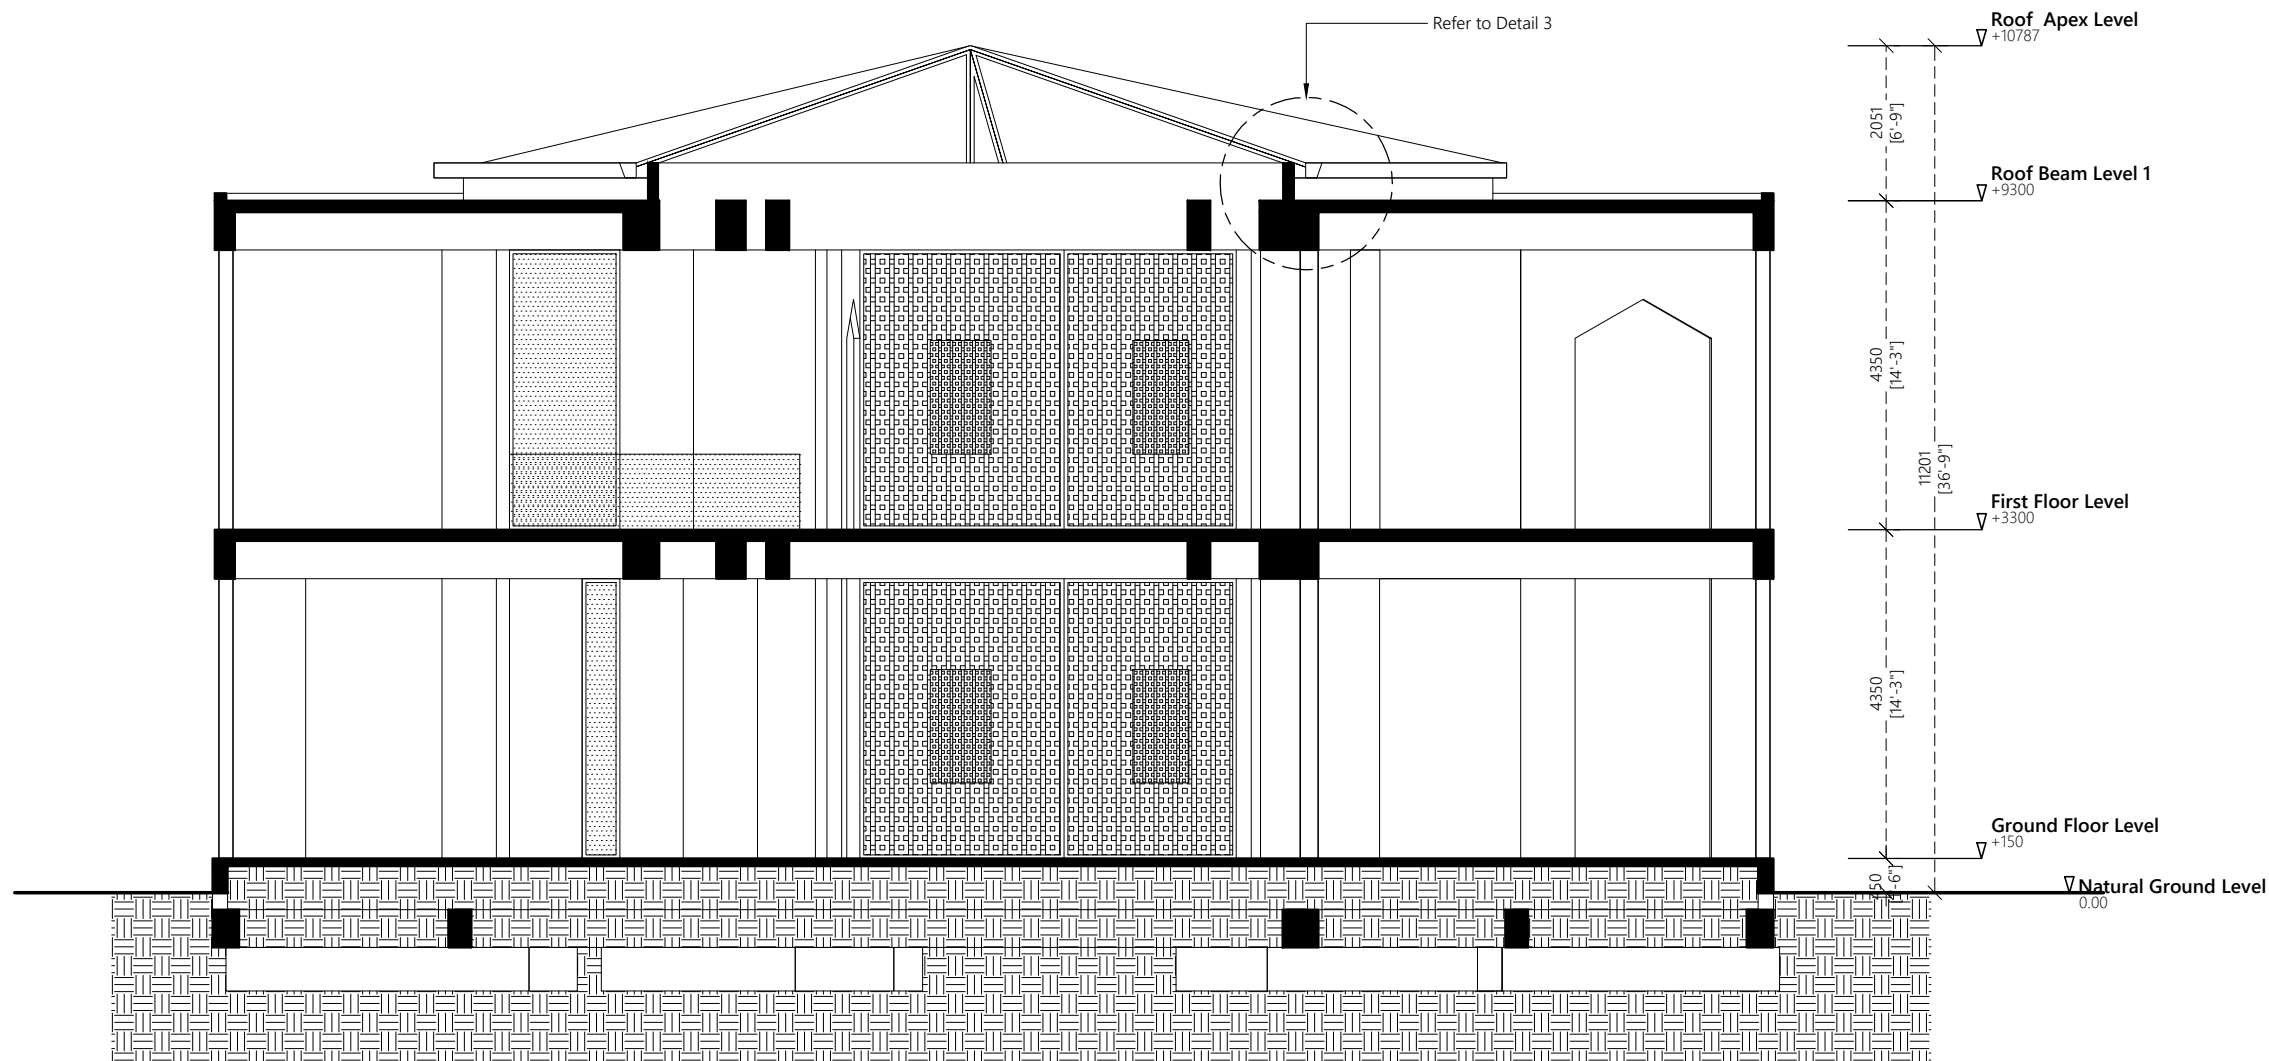 Refer to Detail 3
Roof Apex Level
+10787
2051
[6'-9"]
Roof Beam Level 1
+9300
4350
[14'-3"]
11201
[36'-9"]
First Floor Level
+3300
4350
[14'-3"]
Ground Floor Level
+150
Natural Ground Level
0.00